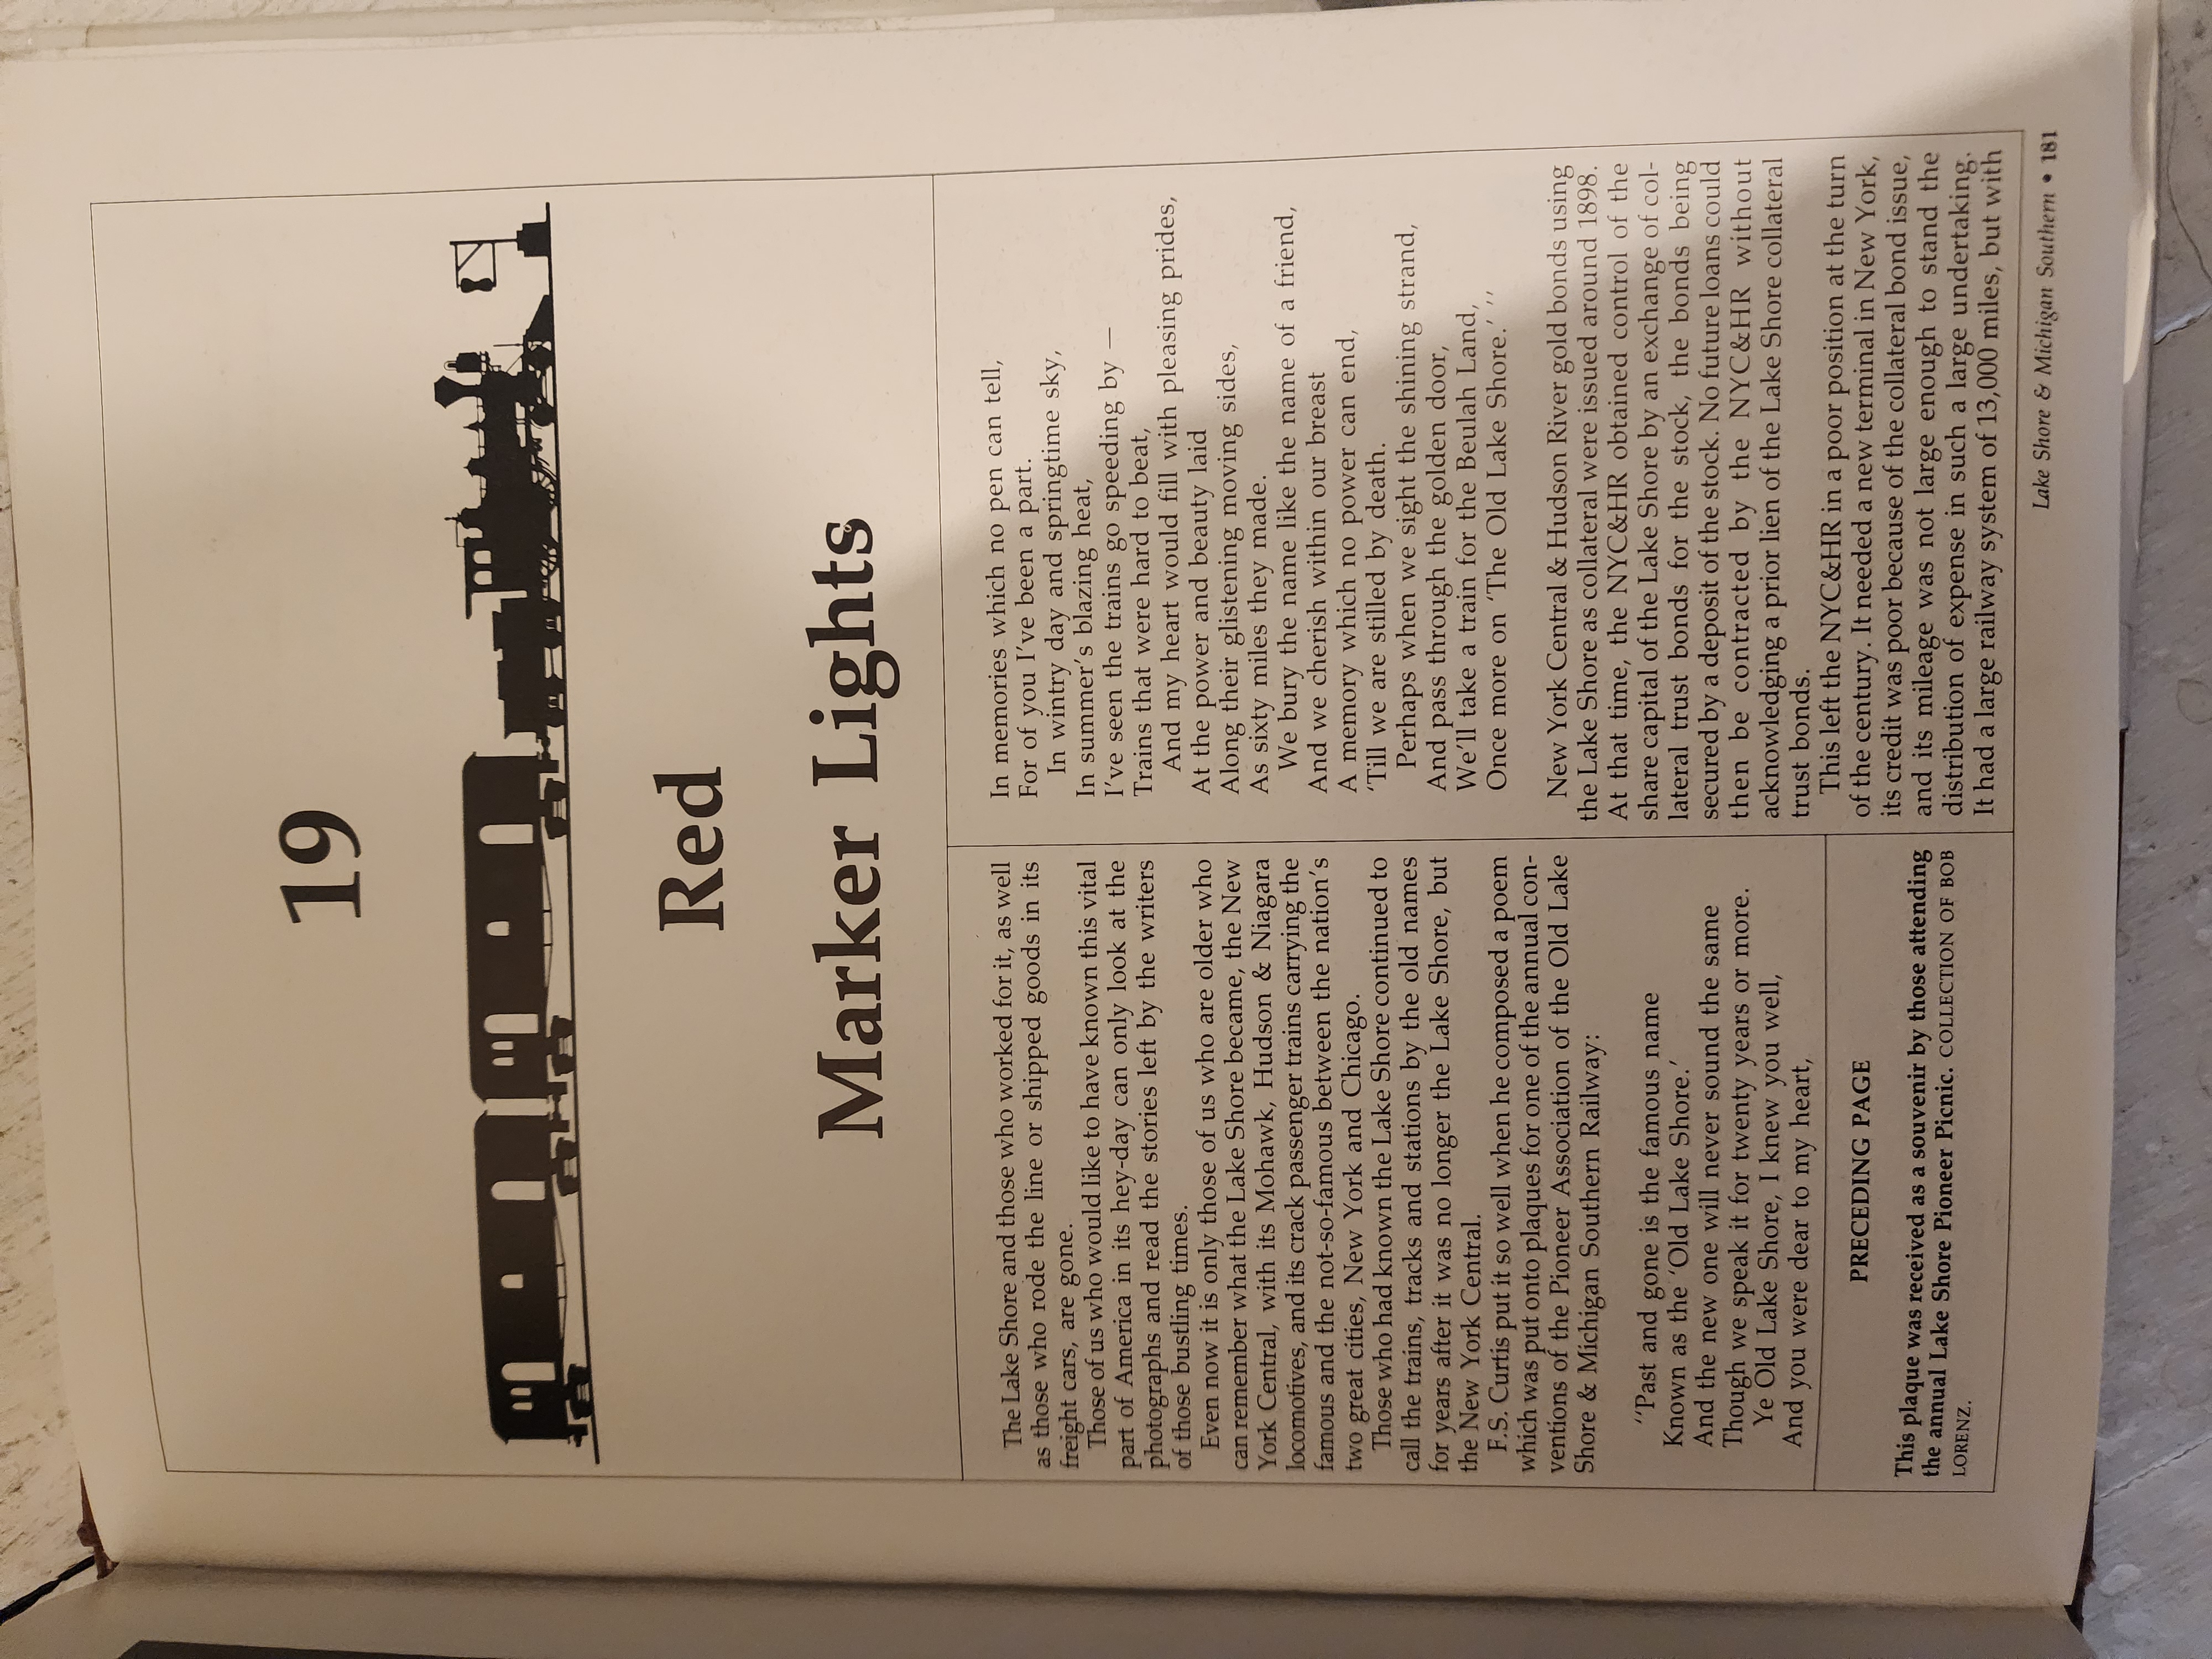 19
Red
Marker Lights
The Lake Shore and those who worked for it, as well
as those who rode the line or shipped goods in its
freight cars, are gone.
Those of us who would like to have known this vital
part of America in its hey-day can only look at the
photographs and read the stories left by the writers
of those bustling times.
Even now it is only those of us who are older who
can remember what the Lake Shore became, the New
York Central, with its Mohawk, Hudson & Niagara
locomotives, and its crack passenger trains carrying the
famous and the not-so-famous between the nation's
two great cities, New York and Chicago.
Those who had known the Lake Shore continued to
call the trains, tracks and stations by the old names
for years after it was no longer the Lake Shore, but
the New York Central.
F.S. Curtis put it so well when he composed a poem
which was put onto plaques for one of the annual con-
ventions of the Pioneer Association of the Old Lake
Shore & Michigan Southern Railway:
"Past and gone is the famous name
Known as the 'Old Lake Shore.'
And the new one will never sound the same
Though we speak it for twenty years or more.
Ye Old Lake Shore, I knew you well,
And you were dear to my heart,
PRECEDING PAGE
This plaque was received as a souvenir by those attending
the annual Lake Shore Pioneer Picnic. COLLECTION OF BOB
LORENZ.
In memories which no pen can tell,
For of you I've been a part.
In wintry day and springtime sky,
In summer's blazing heat,
I've seen the trains go speeding by —
Trains that were hard to beat,
And my heart would fill with pleasing prides,
At the power and beauty laid
Along their glistening moving sides,
As sixty miles they made.
We bury the name like the name of a friend,
And we cherish within our breast
A memory which no power can end,
'Till we are stilled by death.
Perhaps when we sight the shining strand,
And pass through the golden door,
We'll take a train for the Beulah Land,
Once more on 'The Old Lake Shore.',,
New York Central & Hudson River gold bonds using
the Lake Shore as collateral were issued around 1898.
At that time, the NYC&HR obtained control of the
share capital of the Lake Shore by an exchange of col-
lateral trust bonds for the stock, the bonds being
secured by a deposit of the stock. No future loans could
then be contracted by the NYC&HR without
acknowledging a prior lien of the Lake Shore collateral
trust bonds.
This left the NYC&HR in a poor position at the turn
of the century. It needed a new terminal in New York,
its credit was poor because of the collateral bond issue,
and its mileage was not large enough to stand the
distribution of expense in such a large undertaking.
It had a large railway system of 13,000 miles, but with
Lake Shore & Michigan Southern • 181